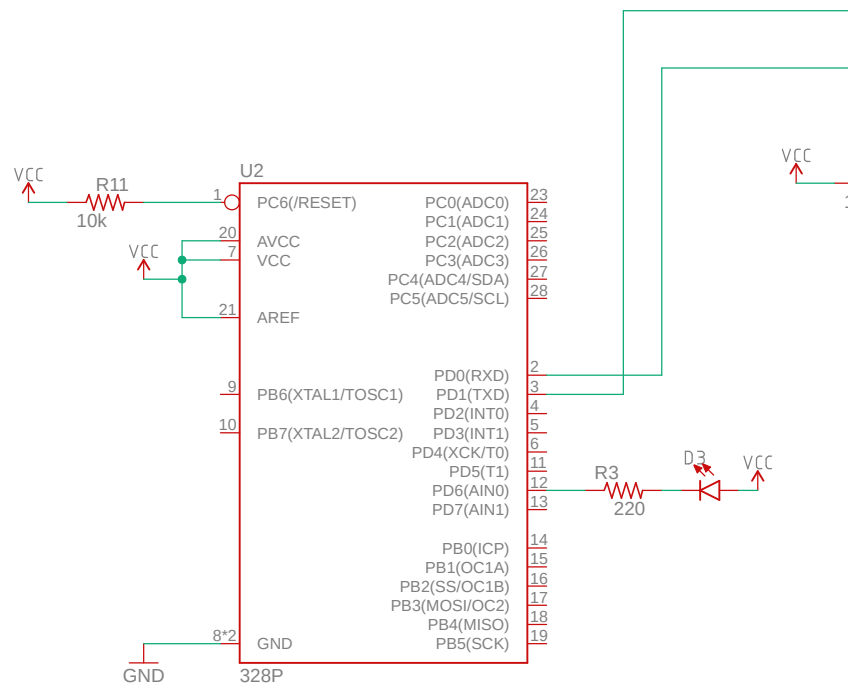 VCC
R11
10k
VCC
U2
1
PC6(/RESET)
20
AVCC
7
VCC
21
AREF
9
PB6(XTAL1/TOSC1)
10
PB7(XTAL2/TOSC2)
8*2
GND
GND
328P
PC0(ADC0)
23
PC1(ADC1)
24
PC2(ADC2)
25
PC3(ADC3)
26
PC4(ADC4/SDA)
27
PC5(ADC5/SCL)
28
PD0(RXD)
2
PD1(TXD)
3
PD2(INT0)
4
PD3(INT1)
5
PD4(XCK/T0)
6
PD5(T1)
11
PD6(AIN0)
12
PD7(AIN1)
13
PB0(ICP)
14
PB1(OC1A)
15
PB2(SS/OC1B)
16
PB3(MOSI/OC2)
17
PB4(MISO)
18
PB5(SCK)
19
R3
220
D3
VCC
VCC